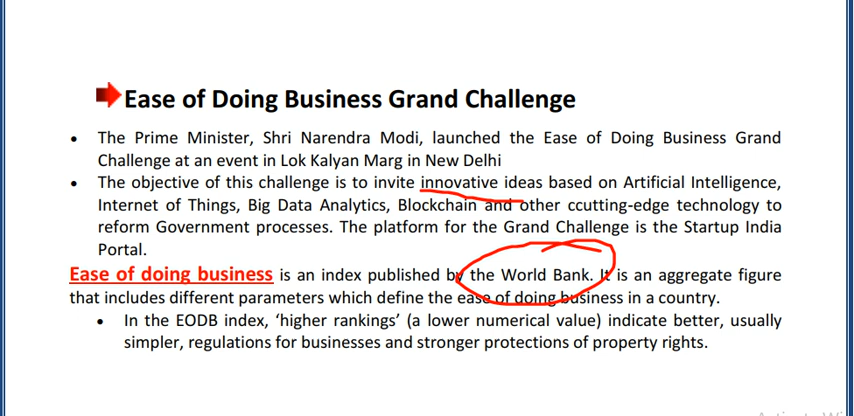 Ease of Doing Business Grand Challenge
• The Prime Minister, Shri Narendra Modi, launched the Ease of Doing Business Grand
Challenge at an event in Lok Kalyan Marg in New Delhi
• The objective of this challenge is to invite innovative ideas based on Artificial Intelligence,
Internet of Things, Big Data Analytics, Blockchain and other ccutting-edge technology to
reform Government processes. The platform for the Grand Challenge is the Startup India
Portal.
Ease of doing business is an index published by the World Bank. It is an aggregate figure
that includes different parameters which define the ease of doing business in a country.
• In the EODB index, ‘higher rankings’ (a lower numerical value) indicate better, usually
simpler, regulations for businesses and stronger protections of property rights.